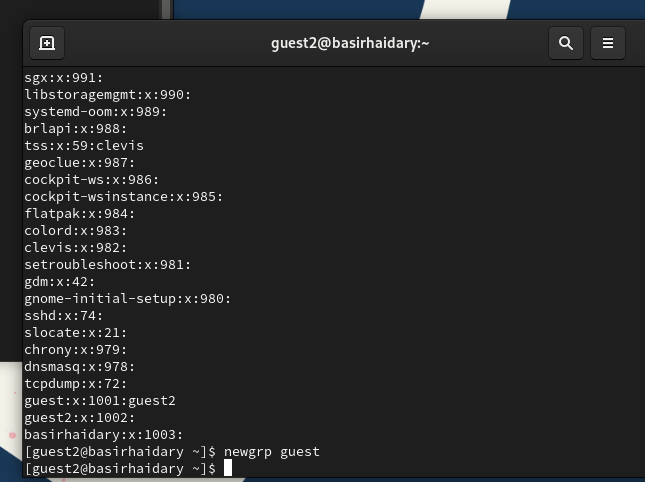 guest2@basirhaidary:~
sgx:x:991:
libstoragemgmt:x:990:
systemd-oom:x:989:
brlapi:x:988:
tss:x:59:clevis
geoclue:x:987:
cockpit-ws:x:986:
cockpit-wsinstance:x:985:
flatpak:x:984:
colord:x:983:
clevis:x:982:
setroubleshoot:x:981:
gdm:x:42:
gnome-initial-setup:x:980:
sshd:x:74:
slocate:x:21:
chrony:x:979:
dnsmasq:x:978:
tcpdump:x:72:
guest:x:1001:guest2
guest2:x:1002:
basirhaidary:x:1003:
[guest2@basirhaidary ~]$ newgrp guest
[guest2@basirhaidary ~]$